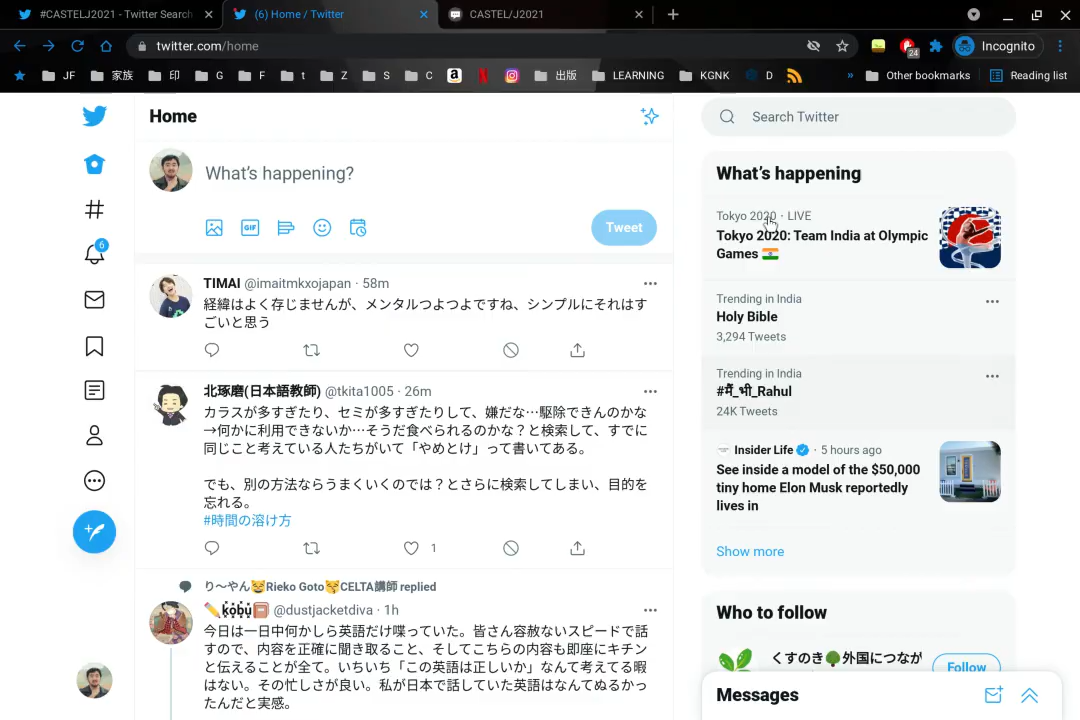 #CASTELJ2021 - Twitter Search
(6) Home / Twitter
CASTEL/J2021
twitter.com/home
24
Incognito
JF
家族
印
G
F
t
Z
S
C
出版
LEARNING
KGNK
D
Other bookmarks
Reading list
Home
What's happening?
GIF
Tweet
6
TIMAI @imaitmkxojapan · 58m
経緯はよく存じませんが、メンタルつよつよですね、シンプルにそれはす
ごいと思う
北琢磨(日本語教師) @tkita1005 · 26m
カラスが多すぎたり、セミが多すぎたりして、嫌だな…駆除できんのかな
→何かに利用できないか…そうだ食べられるのかな？と検索して、すでに
同じこと考えている人たちがいて「やめとけ」って書いてある。
でも、別の方法ならうまくいくのでは？とさらに検索してしまい、目的を
忘れる。
#時間の溶け方
1
り〜やん😸Rieko Goto😽CELTA講師 replied
@dustjacketdiva · 1h
今日は一日中何かしら英語だけ喋っていた。皆さん容赦ないスピードで話
すので、内容を正確に聞き取ること、そしてこちらの内容も即座にキチン
と伝えることが全て。いちいち「この英語は正しいか」なんて考えてる暇
はない。その忙しさが良い。私が日本で話していた英語はなんてぬるかっ
たんだと実感。
Search Twitter
What's happening
Tokyo 2020 · LIVE
Tokyo 2020: Team India at Olympic
Games 🇮🇳
Trending in India
Holy Bible
3,294 Tweets
Trending in India
#मैं_भी_Rahul
24K Tweets
Insider Life · 5 hours ago
See inside a model of the $50,000
tiny home Elon Musk reportedly
lives in
Show more
Who to follow
くすのき🌳外国につなが
Follow
Messages